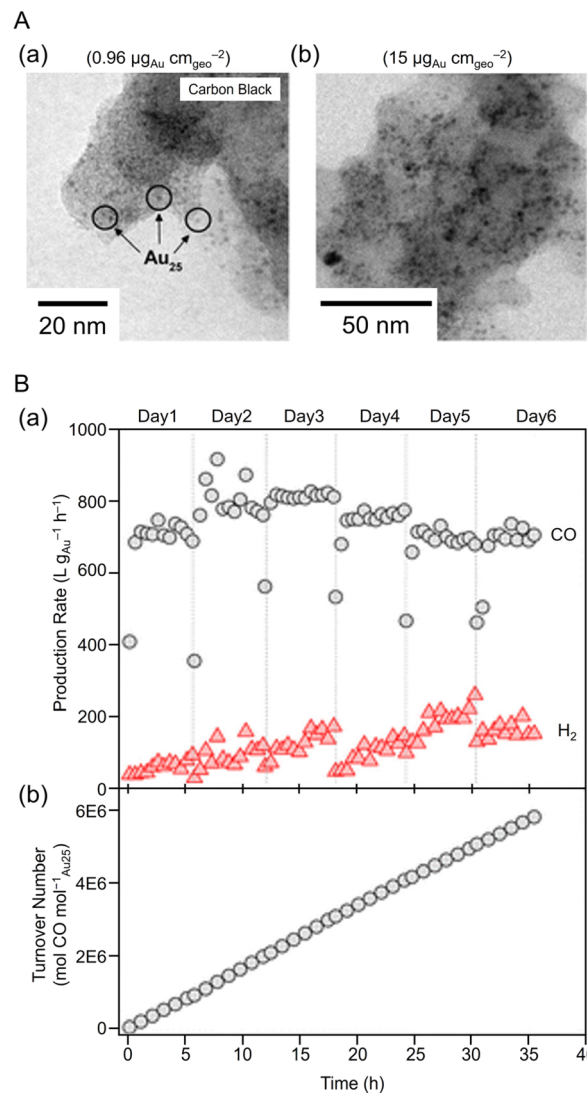 A
(a) (0.96 μgAu cmgeo−2)
(b) (15 μgAu cmgeo−2)
Carbon Black
Au25
20 nm
50 nm
B
(a)
Day1 Day2 Day3 Day4 Day5 Day6
1000
800
600
400
200
0
Production Rate (L gAu−1 h−1)
CO
H2
(b)
6E6
4E6
2E6
0
Turnover Number
(mol CO mol−1Au25)
0 5 10 15 20 25 30 35 40
Time (h)